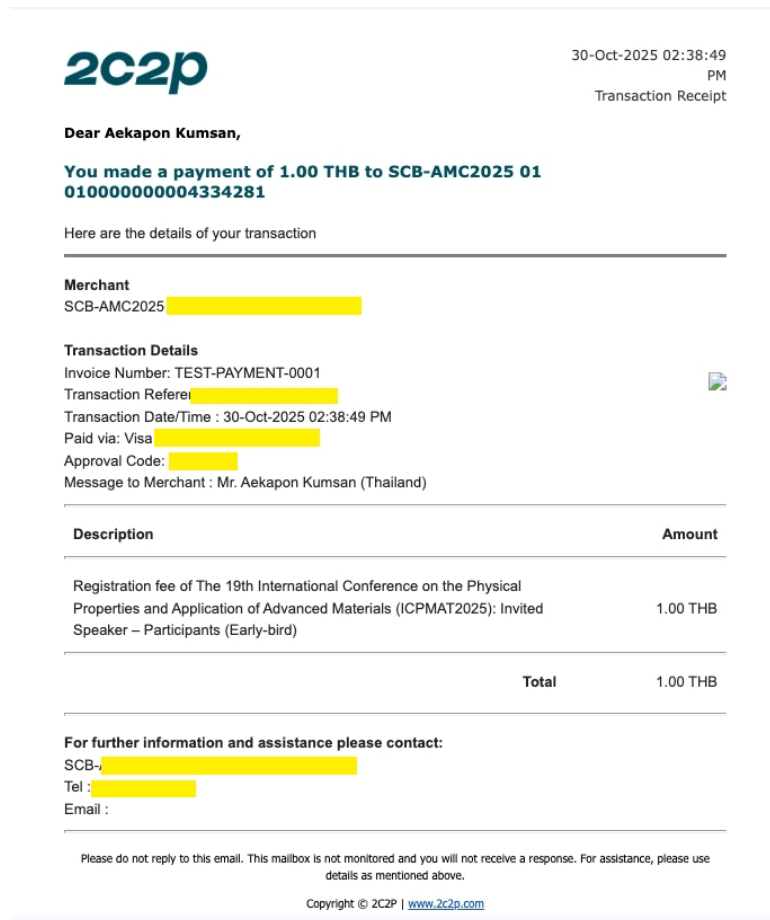 2c2p
30-Oct-2025 02:38:49
PM
Transaction Receipt
Dear Aekapon Kumsan,
You made a payment of 1.00 THB to SCB-AMC2025 01
010000000004334281
Here are the details of your transaction
Merchant
SCB-AMC2025
Transaction Details
Invoice Number: TEST-PAYMENT-0001
Transaction
Transaction Date/Time : 30-Oct-2025 02:38:49 PM
Paid via: Visa
Approval Code:
Message to Merchant : Mr. Aekapon Kumsan (Thailand)
Description Amount
Registration fee of The 19th International Conference on the Physical
Properties and Application of Advanced Materials (ICPMAT2025): Invited 1.00 THB
Speaker – Participants (Early-bird)
Total 1.00 THB
For further information and assistance please contact:
SCB-
Tel :
Email :
Please do not reply to this email. This mailbox is not monitored and you will not receive a response. For assistance, please use
details as mentioned above.
Copyright © 2C2P | www.2c2p.com